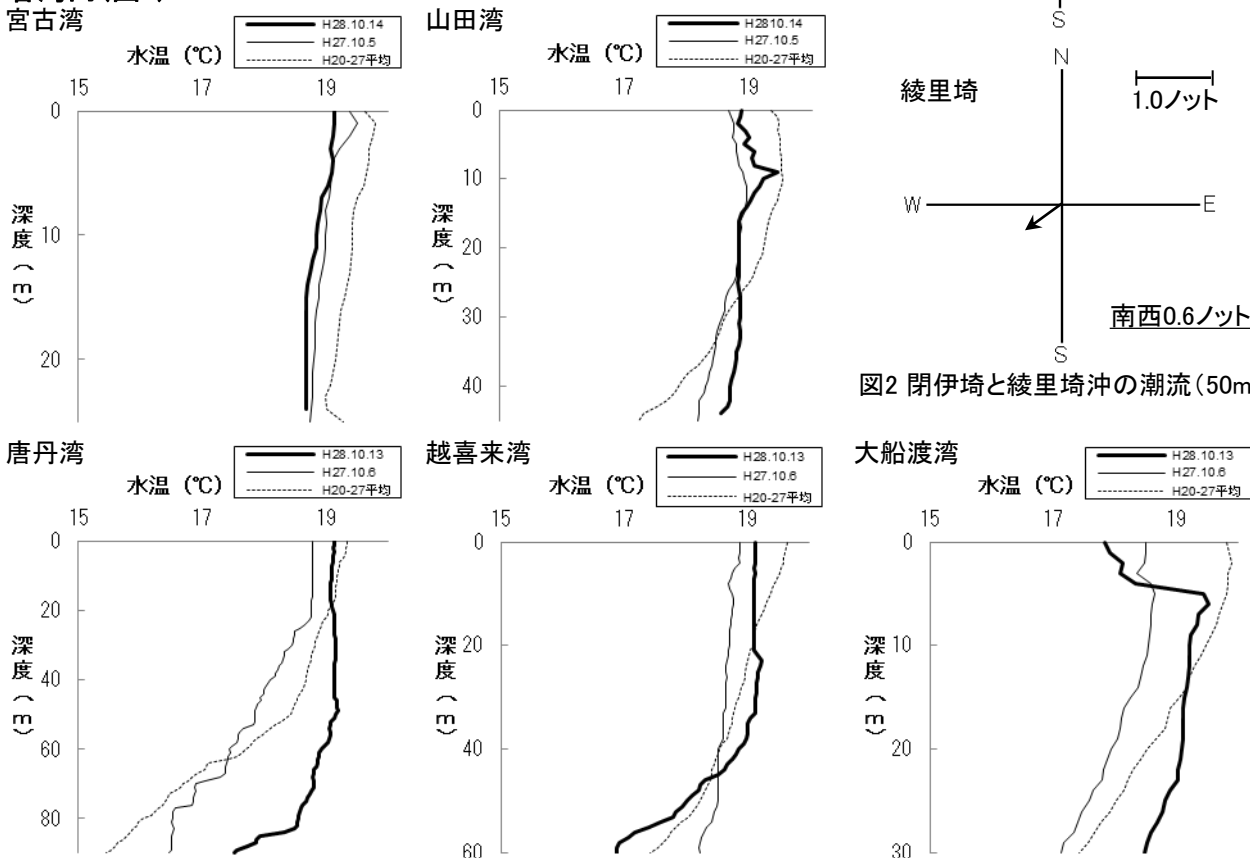 宮古湾
H28.10.14
H27.10.5
H20-27平均
水温 (℃)
15 17 19
0
10
20
深度(m)
山田湾
H2810.14
H27.10.5
H20-27平均
水温 (℃)
15 17 19
0
10
20
30
40
深度(m)
S
N
綾里埼
1.0ノット
W
E
南西0.6ノット
S
図2 閉伊埼と綾里埼沖の潮流(50m
唐丹湾
H28.10.13
H27.10.6
H20-27平均
水温 (℃)
15 17 19
0
20
40
60
80
深度(m)
越喜来湾
H28.10.13
H27.10.6
H20-27平均
水温 (℃)
15 17 19
0
20
40
60
深度(m)
大船渡湾
H28.10.13
H27.10.6
H20-27平均
水温 (℃)
15 17 19
0
10
20
30
深度(m)